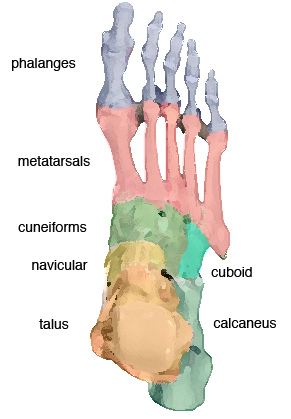 phalanges
metatarsals
cuneiforms
navicular
cuboid
talus
calcaneus